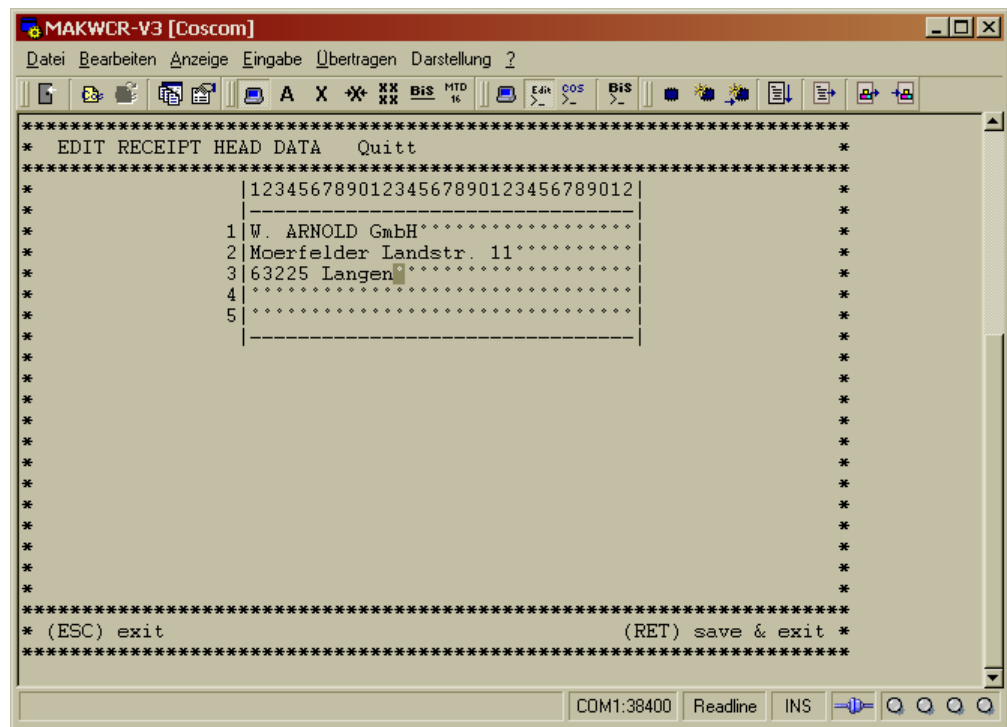 MAKWCR-V3 [Coscom]
Datei Bearbeiten Anzeige Eingabe Übertragen Darstellung ?
A X XX XX BiS MTD 16 Edit >_ COS >_ BiS >_
**********************************************************************
* EDIT RECEIPT HEAD DATA Quitt *
**********************************************************************
* |12345678901234567890123456789012| *
* |--------------------------------| *
* 1|W. ARNOLD GmbH°°°°°°°°°°°°°°°°°°| *
* 2|Moerfelder Landstr. 11°°°°°°°°°°| *
* 3|63225 Langen°°°°°°°°°°°°°°°°°°°°| *
* 4|°°°°°°°°°°°°°°°°°°°°°°°°°°°°°°°°| *
* 5|°°°°°°°°°°°°°°°°°°°°°°°°°°°°°°°°| *
* |--------------------------------| *
* *
* *
* *
* *
* *
* *
* *
* *
* *
* *
* *
* *
**********************************************************************
* (ESC) exit (RET) save & exit *
**********************************************************************
COM1:38400 Readline INS